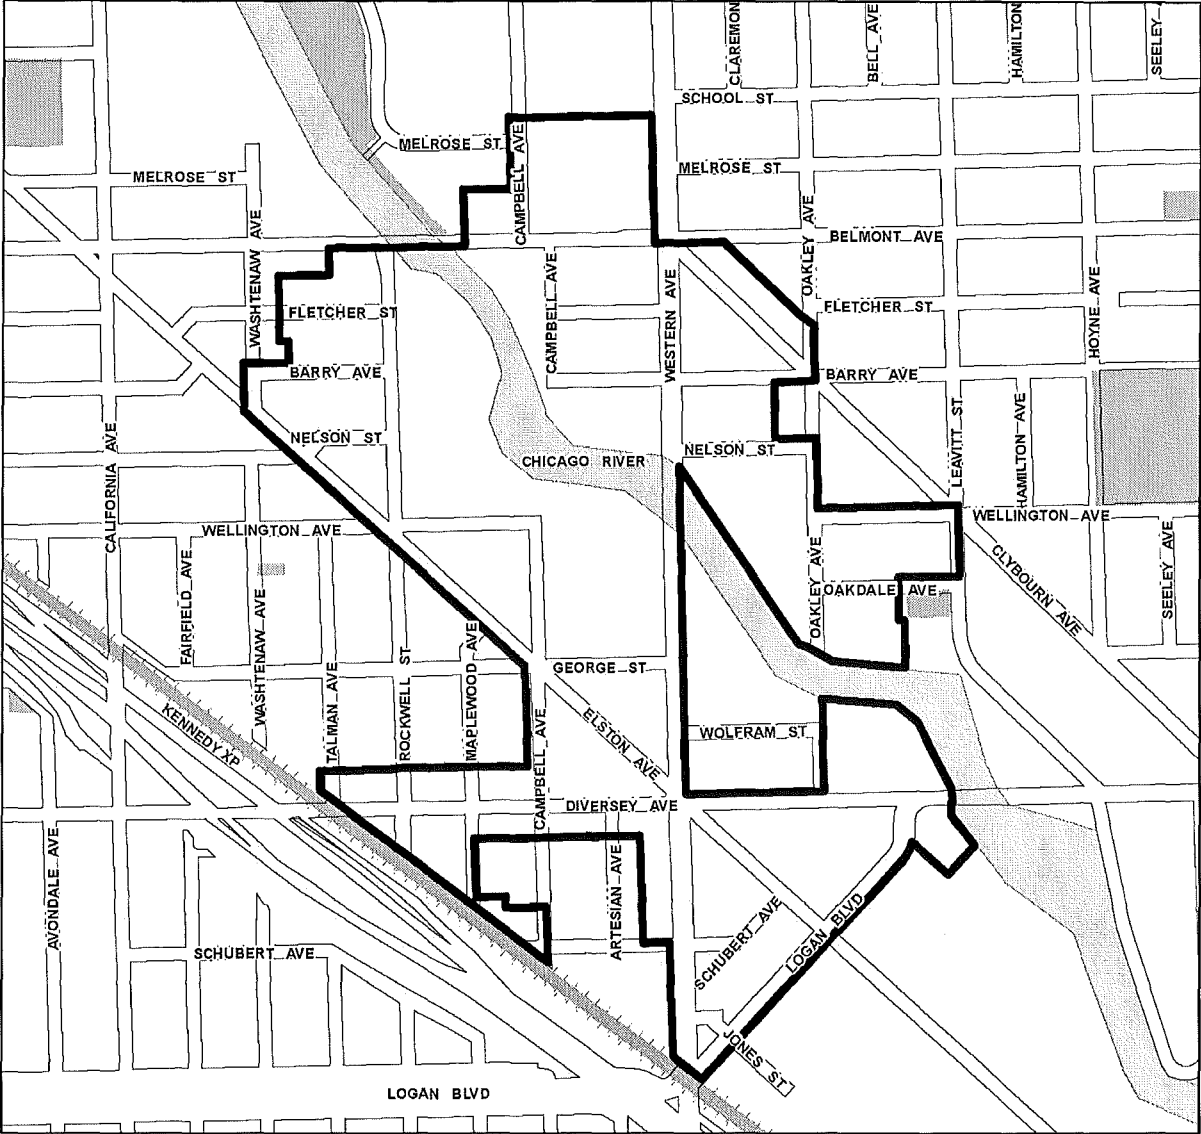 CLAREMON
BELL AVE
HAMILTON
SEELEY
SCHOOL ST
MELROSE ST
MELROSE ST
MELROSE ST
CAMPBELL AVE
WASHTENAW AVE
OAKLEY AVE
BELMONT AVE
CAMPBELL AVE
WESTERN AVE
HOYNE AVE
FLETCHER ST
FLETCHER ST
BARRY AVE
BARRY AVE
LEAVITT ST
HAMILTON AVE
CALIFORNIA AVE
NELSON ST
NELSON ST
CHICAGO RIVER
WELLINGTON AVE
WELLINGTON AVE
SEELEY AVE
CLYBOURN AVE
FAIRFIELD AVE
OAKLEY AVE
OAKDALE AVE
WASHTENAW AVE
TALMAN AVE
ROCKWELL ST
MAPLEWOOD AVE
GEORGE ST
KENNEDY XP
ELSTON AVE
CAMPBELL AVE
WOLFRAM ST
DIVERSEY AVE
AVONDALE AVE
ARTESIAN AVE
SCHUBERT AVE
LOGAN BLVD
SCHUBERT AVE
JONES ST
LOGAN BLVD